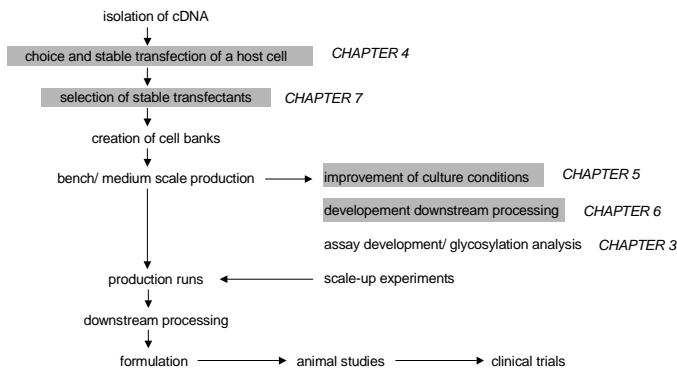 isolation of cDNA
choice and stable transfection of a host cell CHAPTER 4
selection of stable transfectants CHAPTER 7
creation of cell banks
bench/ medium scale production improvement of culture conditions CHAPTER 5
developement downstream processing CHAPTER 6
assay development/ glycosylation analysis CHAPTER 3
production runs scale-up experiments
downstream processing
formulation animal studies clinical trials